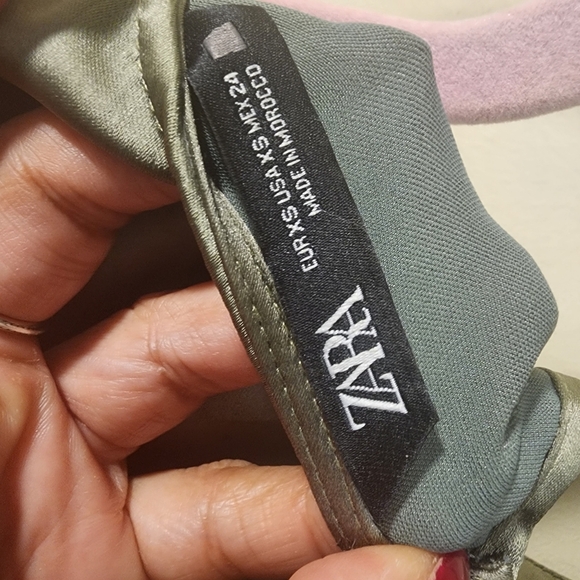 ZARA
EUR XS USA XS MEX 24
MADE IN MOROCCO